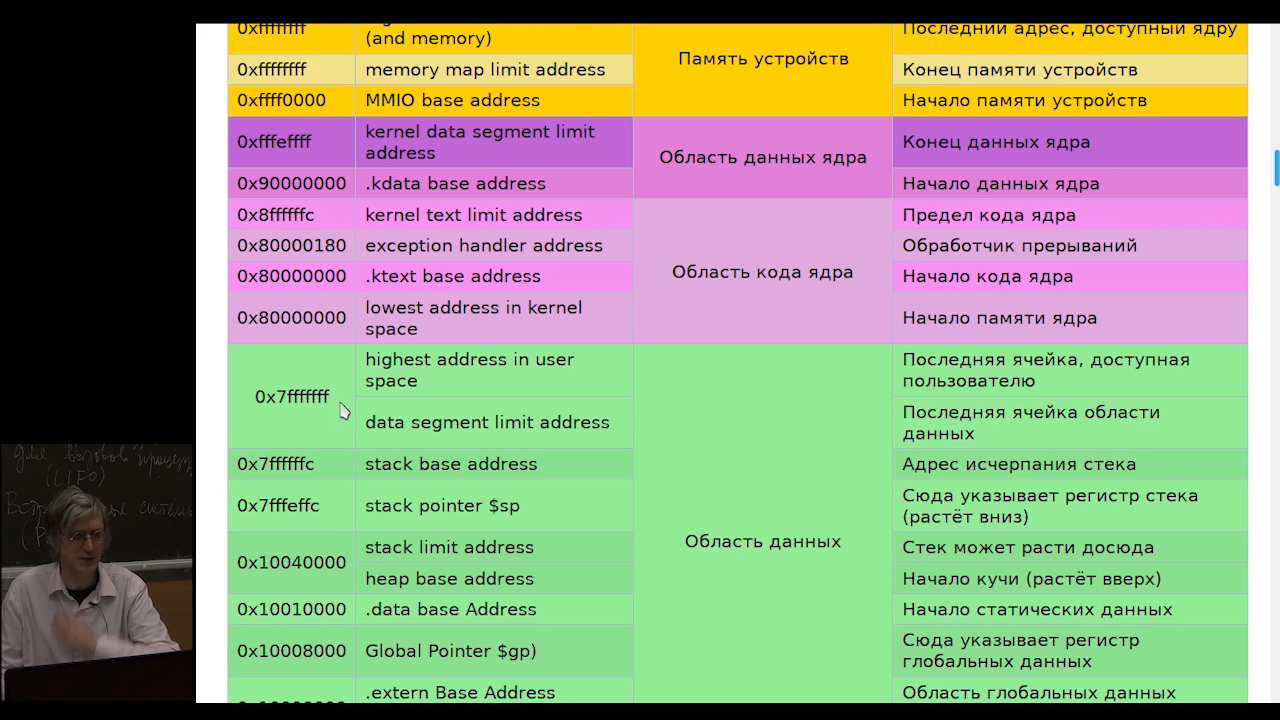 0xffffffff
(and memory)
Последний адрес, доступный ядру
Память устройств
0xffffffff
memory map limit address
Конец памяти устройств
0xffff0000
MMIO base address
Начало памяти устройств
0xfffeffff
kernel data segment limit
address
Область данных ядра
Конец данных ядра
0x90000000
.kdata base address
Начало данных ядра
0x8ffffffc
kernel text limit address
Область кода ядра
Предел кода ядра
0x80000180
exception handler address
Обработчик прерываний
0x80000000
.ktext base address
Начало кода ядра
0x80000000
lowest address in kernel
space
Начало памяти ядра
0x7fffffff
highest address in user
space
Последняя ячейка, доступная
пользователю
data segment limit address
Последняя ячейка области
данных
0x7ffffffc
stack base address
Адрес исчерпания стека
0x7fffeffc
stack pointer $sp
Сюда указывает регистр стека
(растёт вниз)
Область данных
0x10040000
stack limit address
Стек может расти досюда
heap base address
Начало кучи (растёт вверх)
0x10010000
.data base Address
Начало статических данных
0x10008000
Global Pointer $gp)
Сюда указывает регистр
глобальных данных
.extern Base Address
Область глобальных данных
для вызовов
(LIFO)